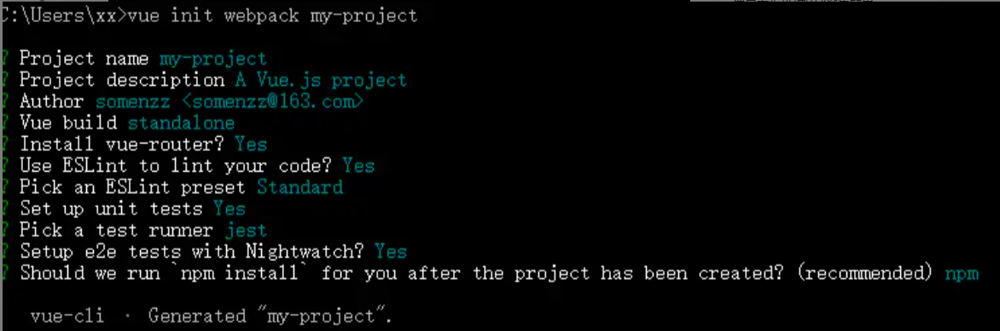 C:\Users\xx>vue init webpack my-project
? Project name my-project
? Project description A Vue.js project
? Author somenzz <somenzz@163.com>
? Vue build standalone
? Install vue-router? Yes
? Use ESLint to lint your code? Yes
? Pick an ESLint preset Standard
? Set up unit tests Yes
? Pick a test runner jest
? Setup e2e tests with Nightwatch? Yes
? Should we run `npm install` for you after the project has been created? (recommended) npm
vue-cli · Generated "my-project".